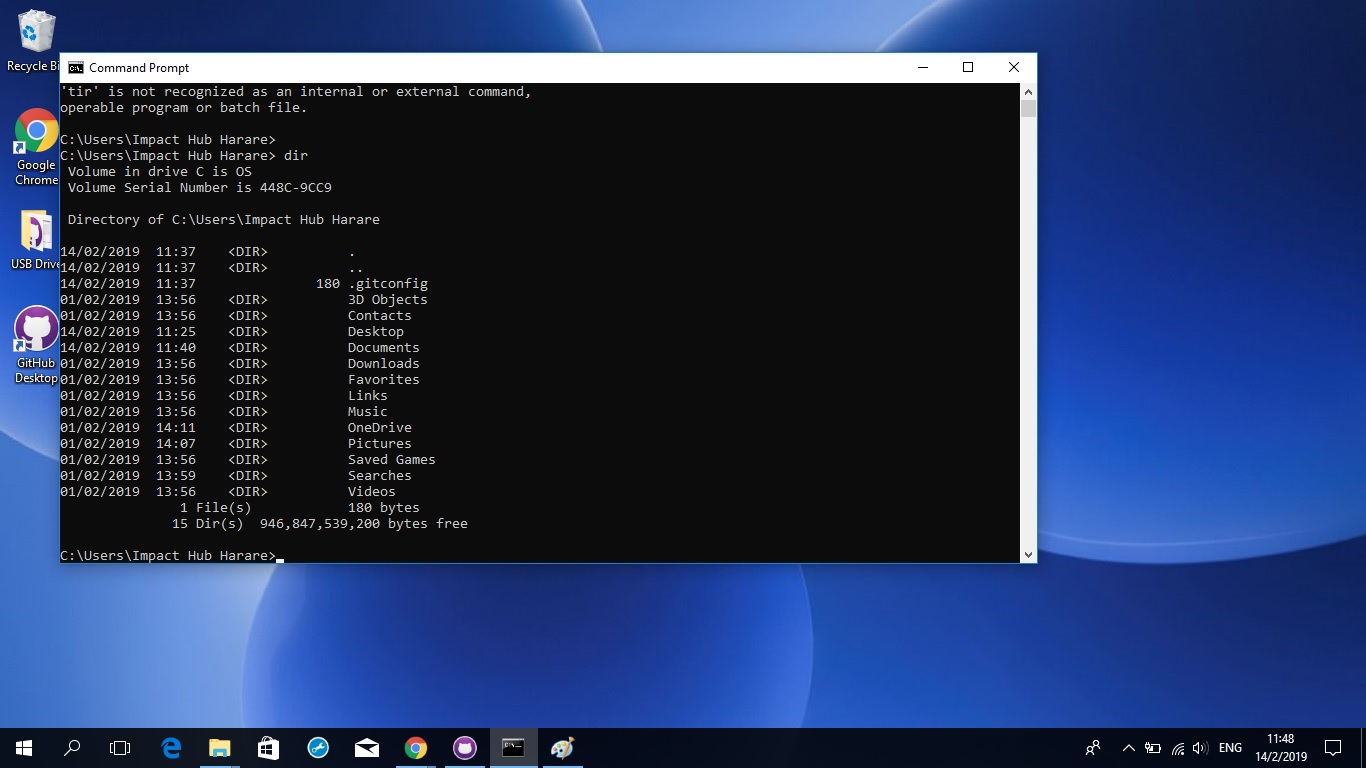 Recycle Bi
Google
Chrome
USB Drive
GitHub
Desktop
Command Prompt
'tir' is not recognized as an internal or external command,
operable program or batch file.
C:\Users\Impact Hub Harare>
C:\Users\Impact Hub Harare> dir
Volume in drive C is OS
Volume Serial Number is 448C-9CC9
Directory of C:\Users\Impact Hub Harare
14/02/2019  11:37    <DIR>          .
14/02/2019  11:37    <DIR>          ..
14/02/2019  11:37               180 .gitconfig
01/02/2019  13:56    <DIR>          3D Objects
01/02/2019  13:56    <DIR>          Contacts
14/02/2019  11:25    <DIR>          Desktop
14/02/2019  11:40    <DIR>          Documents
01/02/2019  13:56    <DIR>          Downloads
01/02/2019  13:56    <DIR>          Favorites
01/02/2019  13:56    <DIR>          Links
01/02/2019  13:56    <DIR>          Music
01/02/2019  14:11    <DIR>          OneDrive
01/02/2019  14:07    <DIR>          Pictures
01/02/2019  13:56    <DIR>          Saved Games
01/02/2019  13:59    <DIR>          Searches
01/02/2019  13:56    <DIR>          Videos
1 File(s)            180 bytes
15 Dir(s)  946,847,539,200 bytes free
C:\Users\Impact Hub Harare>
ENG
11:48
14/2/2019